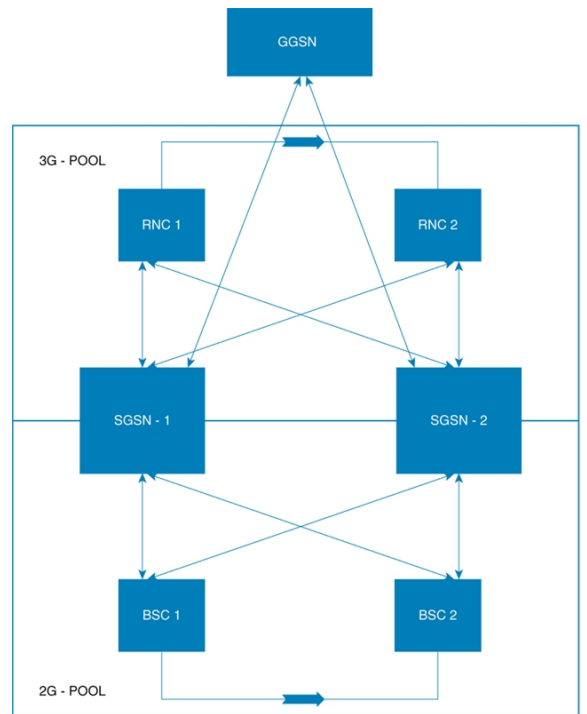 GGSN
3G - POOL
RNC 1
RNC 2
SGSN - 1
SGSN - 2
BSC 1
BSC 2
2G - POOL